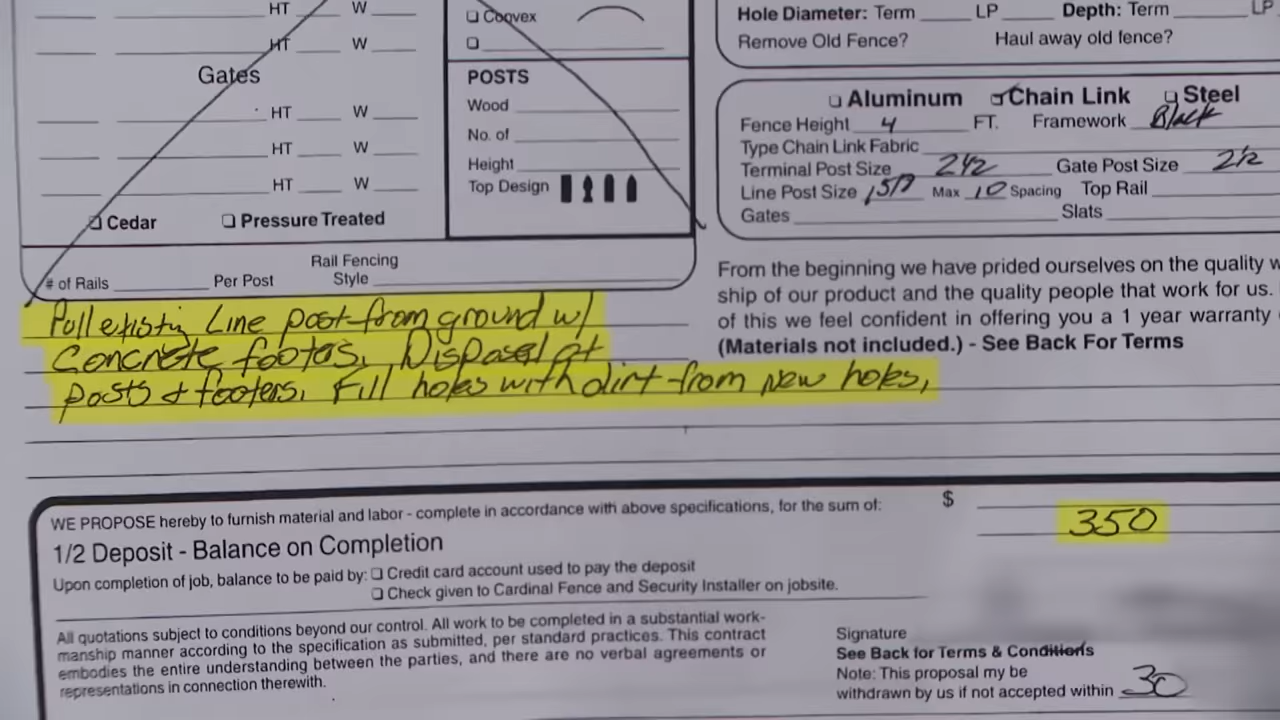 HT W
HT W
Gates
HT W
HT W
HT W
Cedar Pressure Treated
# of Rails Per Post Rail Fencing Style
Convex
POSTS
Wood
No. of
Height
Top Design
Hole Diameter: Term LP Depth: Term LP
Remove Old Fence? Haul away old fence?
Aluminum Chain Link Steel
Fence Height 4 FT. Framework Black
Type Chain Link Fabric
Terminal Post Size 2 1/2 Gate Post Size 2 1/2
Line Post Size 1 5/8 Max 10 Spacing Top Rail
Gates Slats
From the beginning we have prided ourselves on the quality
ship of our product and the quality people that work for us.
of this we feel confident in offering you a 1 year warranty
(Materials not included.) - See Back For Terms
Pull existing Line post from ground w/
Concrete footers. Disposal of
posts & footers. Fill holes with dirt from New holes,
WE PROPOSE hereby to furnish material and labor - complete in accordance with above specifications, for the sum of: $ 350
1/2 Deposit - Balance on Completion
Upon completion of job, balance to be paid by: Credit card account used to pay the deposit
Check given to Cardinal Fence and Security Installer on jobsite.
All quotations subject to conditions beyond our control. All work to be completed in a substantial work-
manship manner according to the specification as submitted, per standard practices. This contract
embodies the entire understanding between the parties, and there are no verbal agreements or
representations in connection therewith.
Signature
See Back for Terms & Conditions
Note: This proposal my be
withdrawn by us if not accepted within 30